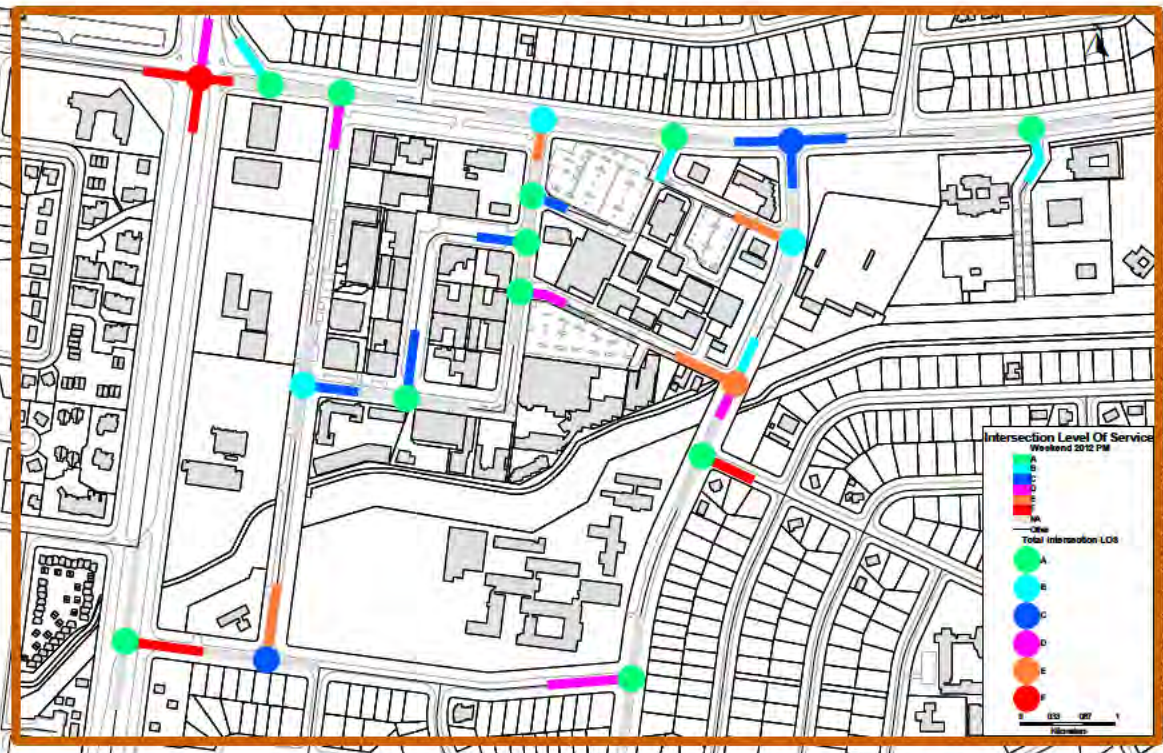 Intersection Level Of Service
Weekend 2012 PM
A
B
C
D
E
F
NA
Other
Total Intersection LOS
A
B
C
D
E
F
Kilometers